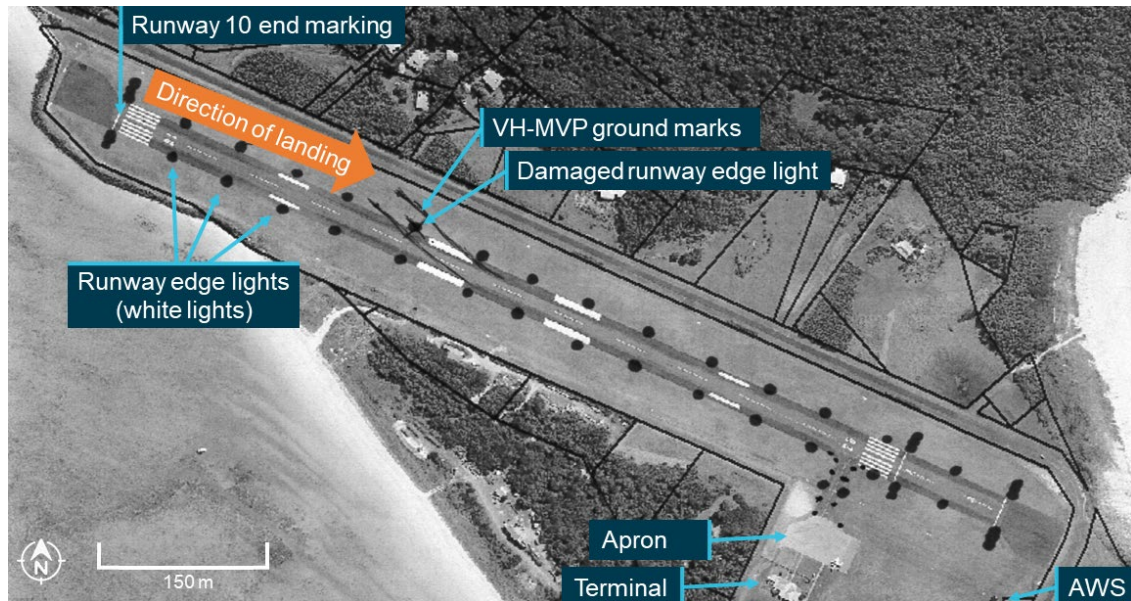 Runway 10 end marking
Direction of landing
VH-MVP ground marks
Damaged runway edge light
Runway edge lights
(white lights)
N
150 m
Apron
Terminal
AWS